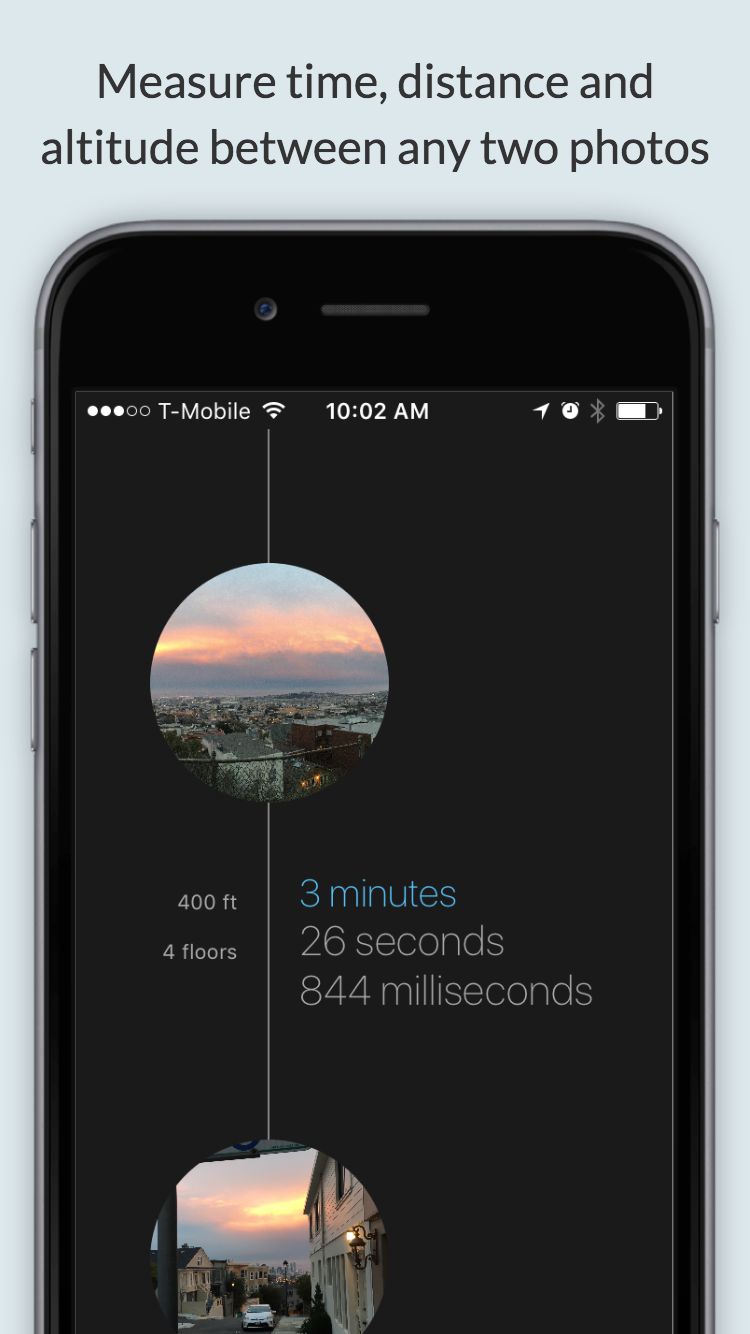 Measure time, distance and
altitude between any two photos
T-Mobile 10:02 AM
400 ft
4 floors
3 minutes
26 seconds
844 milliseconds